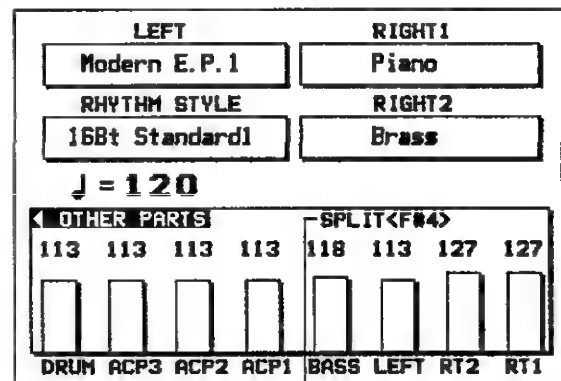 LEFT RIGHT1
Modern E.P.1 Piano
RHYTHM STYLE RIGHT2
16Bt Standard1 Brass
♩=120
◀ OTHER PARTS SPLIT<F#4>
113 113 113 113 118 113 127 127
DRUM ACP3 ACP2 ACP1 BASS LEFT RT2 RT1